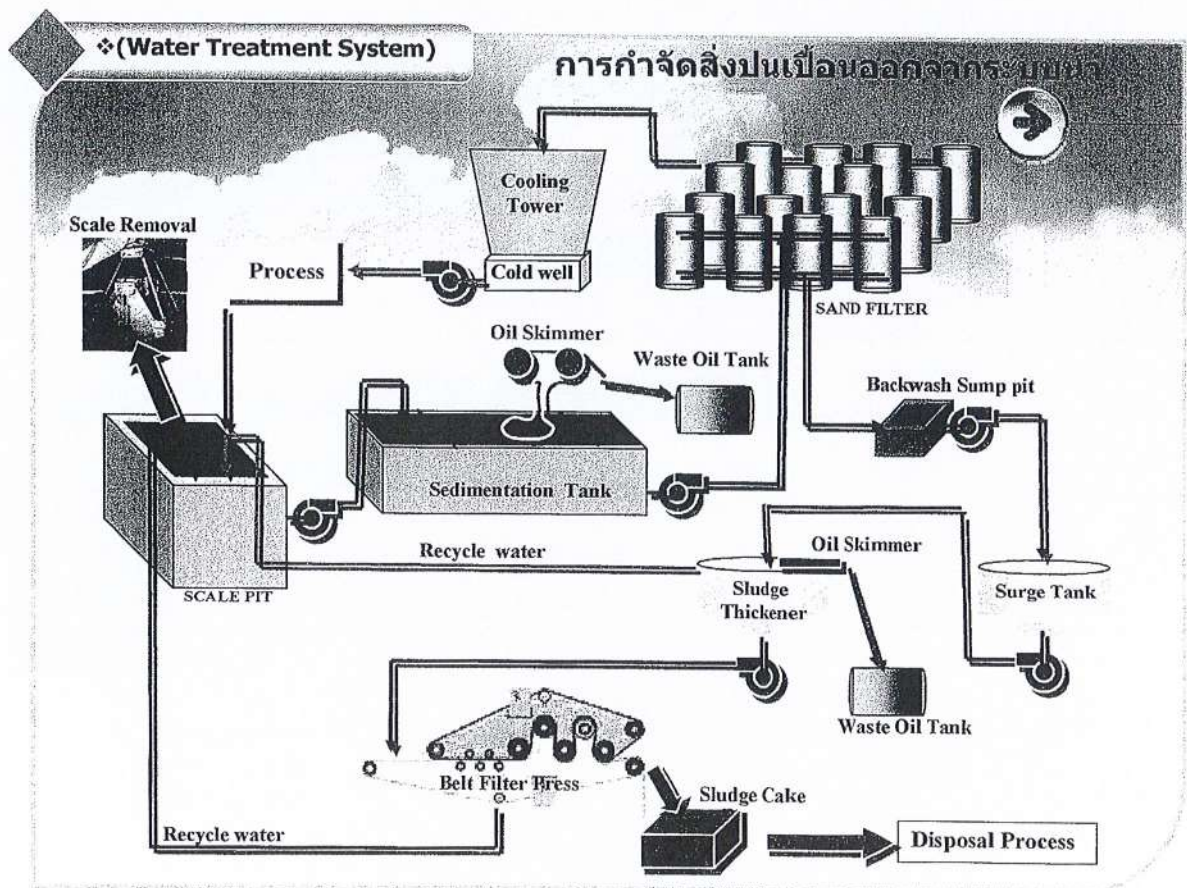 ❖(Water Treatment System)
การกำจัดสิ่งปนเปื้อนออกจากระบบน้ำ
Cooling
Tower
Scale Removal
Process
Cold well
SAND FILTER
Oil Skimmer
Waste Oil Tank
Backwash Sump pit
Sedimentation Tank
Recycle water
Oil Skimmer
SCALE PIT
Sludge
Thickener
Surge Tank
Waste Oil Tank
Belt Filter Press
Sludge Cake
Recycle water
Disposal Process